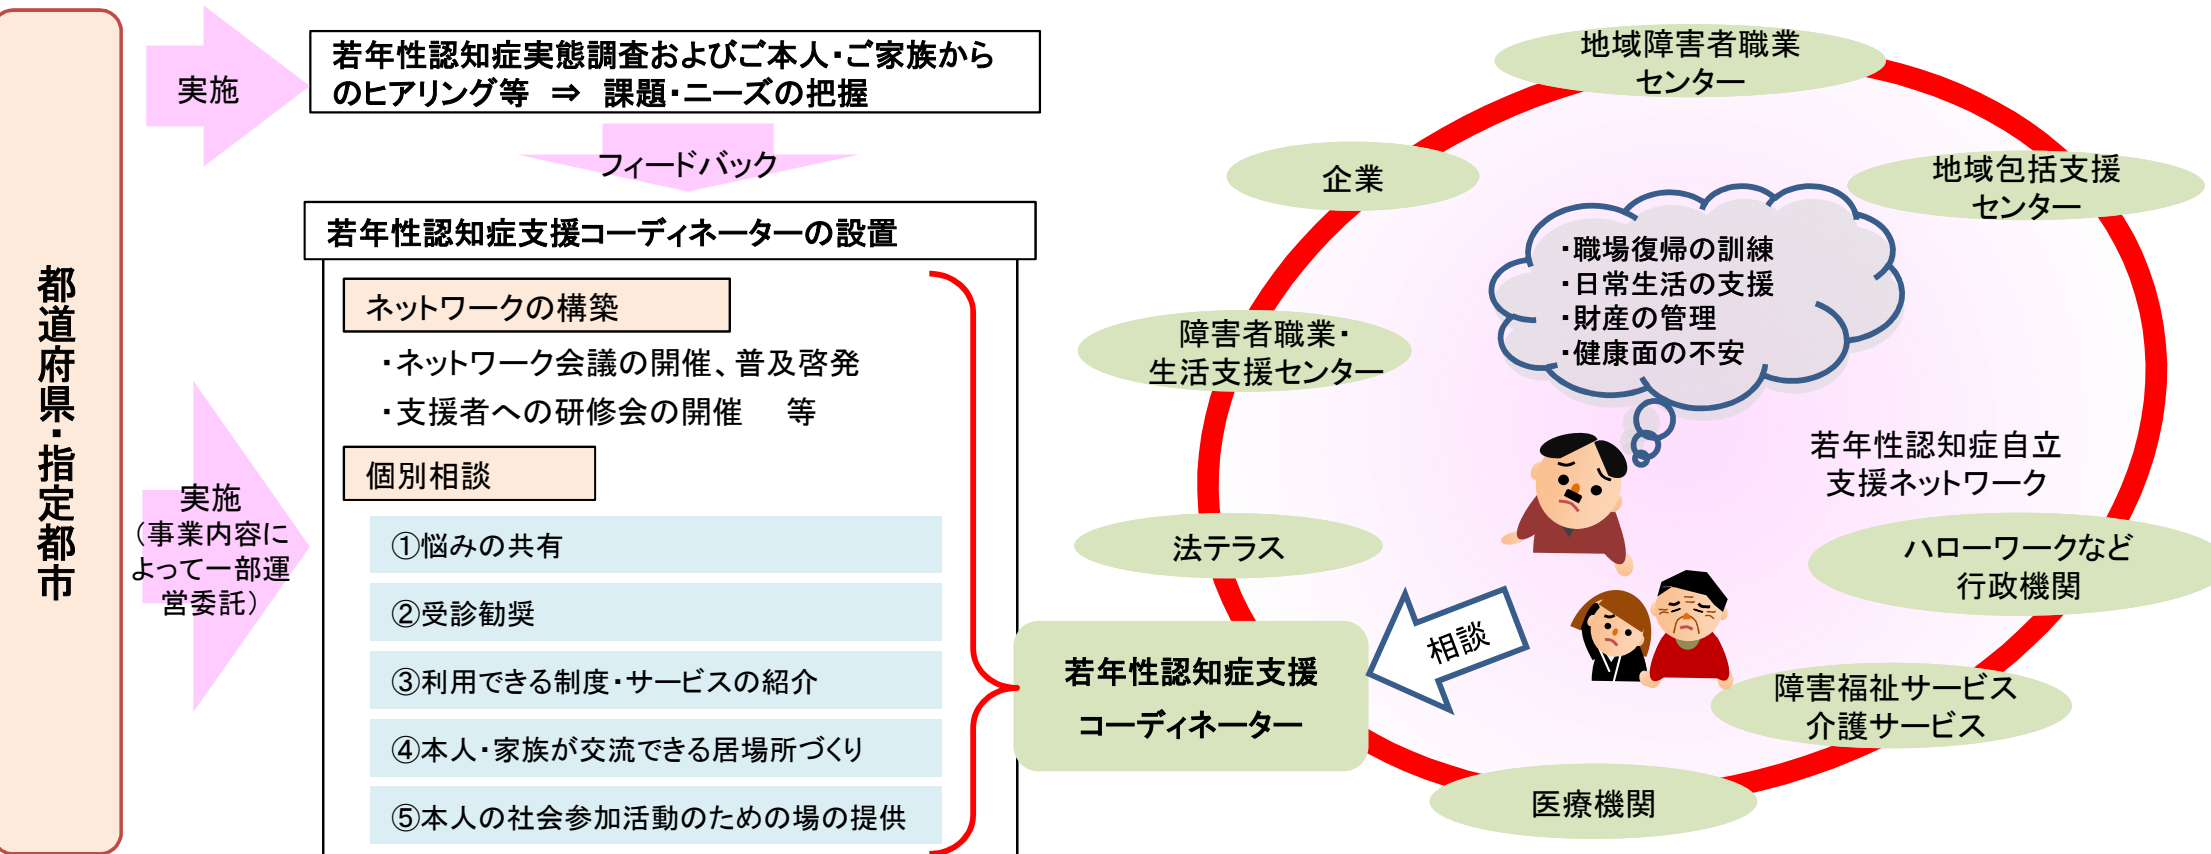 都道府県・指定都市
実施
若年性認知症実態調査およびご本人・ご家族から
のヒアリング等 ⇒ 課題・ニーズの把握
フィードバック
若年性認知症支援コーディネーターの設置
ネットワークの構築
・ネットワーク会議の開催、普及啓発
・支援者への研修会の開催 等
個別相談
①悩みの共有
②受診勧奨
③利用できる制度・サービスの紹介
④本人・家族が交流できる居場所づくり
⑤本人の社会参加活動のための場の提供
実施
（事業内容に
よって一部運
営委託）
地域障害者職業
センター
企業
地域包括支援
センター
・職場復帰の訓練
・日常生活の支援
・財産の管理
・健康面の不安
障害者職業・
生活支援センター
若年性認知症自立
支援ネットワーク
法テラス
ハローワークなど
行政機関
相談
若年性認知症支援
コーディネーター
障害福祉サービス
介護サービス
医療機関